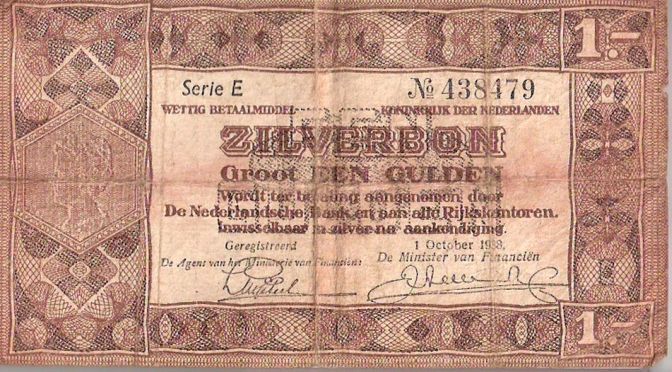 1.-
Serie E № 438479
WETTIG BETAALMIDDEL KONINKRIJK DER NEDERLANDEN
ZILVERBON
Groot EEN GULDEN
Wordt ter betaling aangenomen door
De Nederlandsche Bank en aan alle Rijkskantoren.
Inwisselbaar in zilver na aankondiging.
Geregistreerd 1 October 1938.
De Agent van het Ministerie van Financiën: De Minister van Financiën
1.-